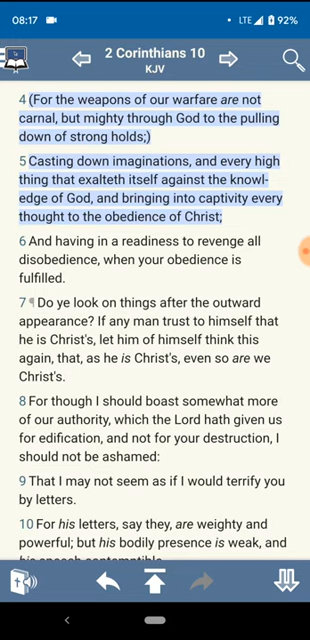 08:17
LTE 92%
2 Corinthians 10
KJV
4 (For the weapons of our warfare are not
carnal, but mighty through God to the pulling
down of strong holds;)
5 Casting down imaginations, and every high
thing that exalteth itself against the knowl-
edge of God, and bringing into captivity every
thought to the obedience of Christ;
6 And having in a readiness to revenge all
disobedience, when your obedience is
fulfilled.
7 ¶ Do ye look on things after the outward
appearance? If any man trust to himself that
he is Christ's, let him of himself think this
again, that, as he is Christ's, even so are we
Christ's.
8 For though I should boast somewhat more
of our authority, which the Lord hath given us
for edification, and not for your destruction, I
should not be ashamed:
9 That I may not seem as if I would terrify you
by letters.
10 For his letters, say they, are weighty and
powerful; but his bodily presence is weak, and
his speech contemptible.